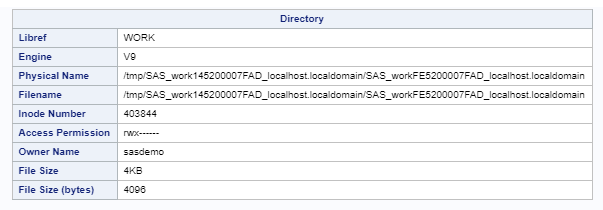 Directory
Libref WORK
Engine V9
Physical Name /tmp/SAS_work145200007FAD_localhost.localdomain/SAS_workFE5200007FAD_localhost.localdomain
Filename /tmp/SAS_work145200007FAD_localhost.localdomain/SAS_workFE5200007FAD_localhost.localdomain
Inode Number 403844
Access Permission rwx------
Owner Name sasdemo
File Size 4KB
File Size (bytes) 4096